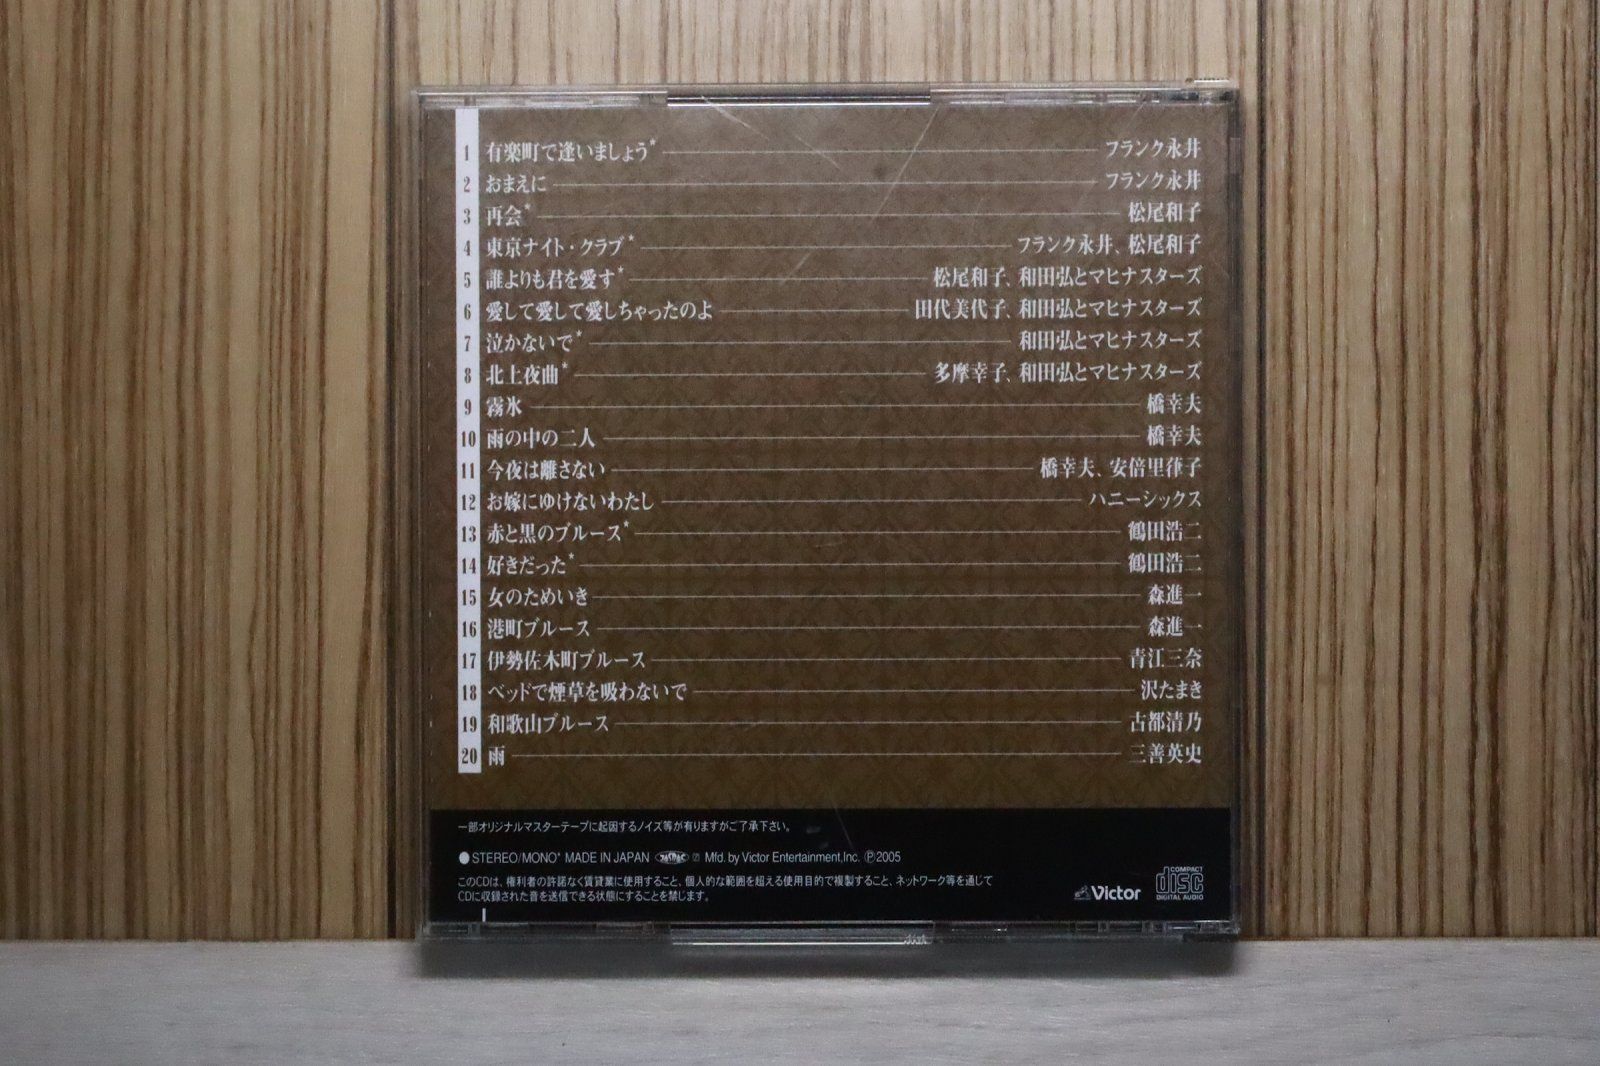 1 有楽町で逢いましょう* フランク永井
2 おまえに フランク永井
3 再会* 松尾和子
4 東京ナイト・クラブ* フランク永井、松尾和子
5 誰よりも君を愛す* 松尾和子、和田弘とマヒナスターズ
6 愛して愛して愛しちゃったのよ 田代美代子、和田弘とマヒナスターズ
7 泣かないで* 和田弘とマヒナスターズ
8 北上夜曲* 多摩幸子、和田弘とマヒナスターズ
9 霧氷 橋幸夫
10 雨の中の二人 橋幸夫
11 今夜は離さない 橋幸夫、安倍里葎子
12 お嫁にゆけないわたし ハニーシックス
13 赤と黒のブルース* 鶴田浩二
14 好きだった* 鶴田浩二
15 女のためいき 森進一
16 港町ブルース 森進一
17 伊勢佐木町ブルース 青江三奈
18 ベッドで煙草を吸わないで 沢たまき
19 和歌山ブルース 古都清乃
20 雨 三善英史
一部オリジナルマスターテープに起因するノイズ等が有りますがご了承下さい。
●STEREO/MONO* MADE IN JAPAN Mfd. by Victor Entertainment,Inc. Ⓟ2005
このCDは、権利者の許諾なく賃貸業に使用すること、個人的な範囲を超える使用目的で複製すること、ネットワーク等を通じて
CDに収録された音を送信できる状態にすることを禁じます。
Victor
COMPACT
disc
DIGITAL AUDIO